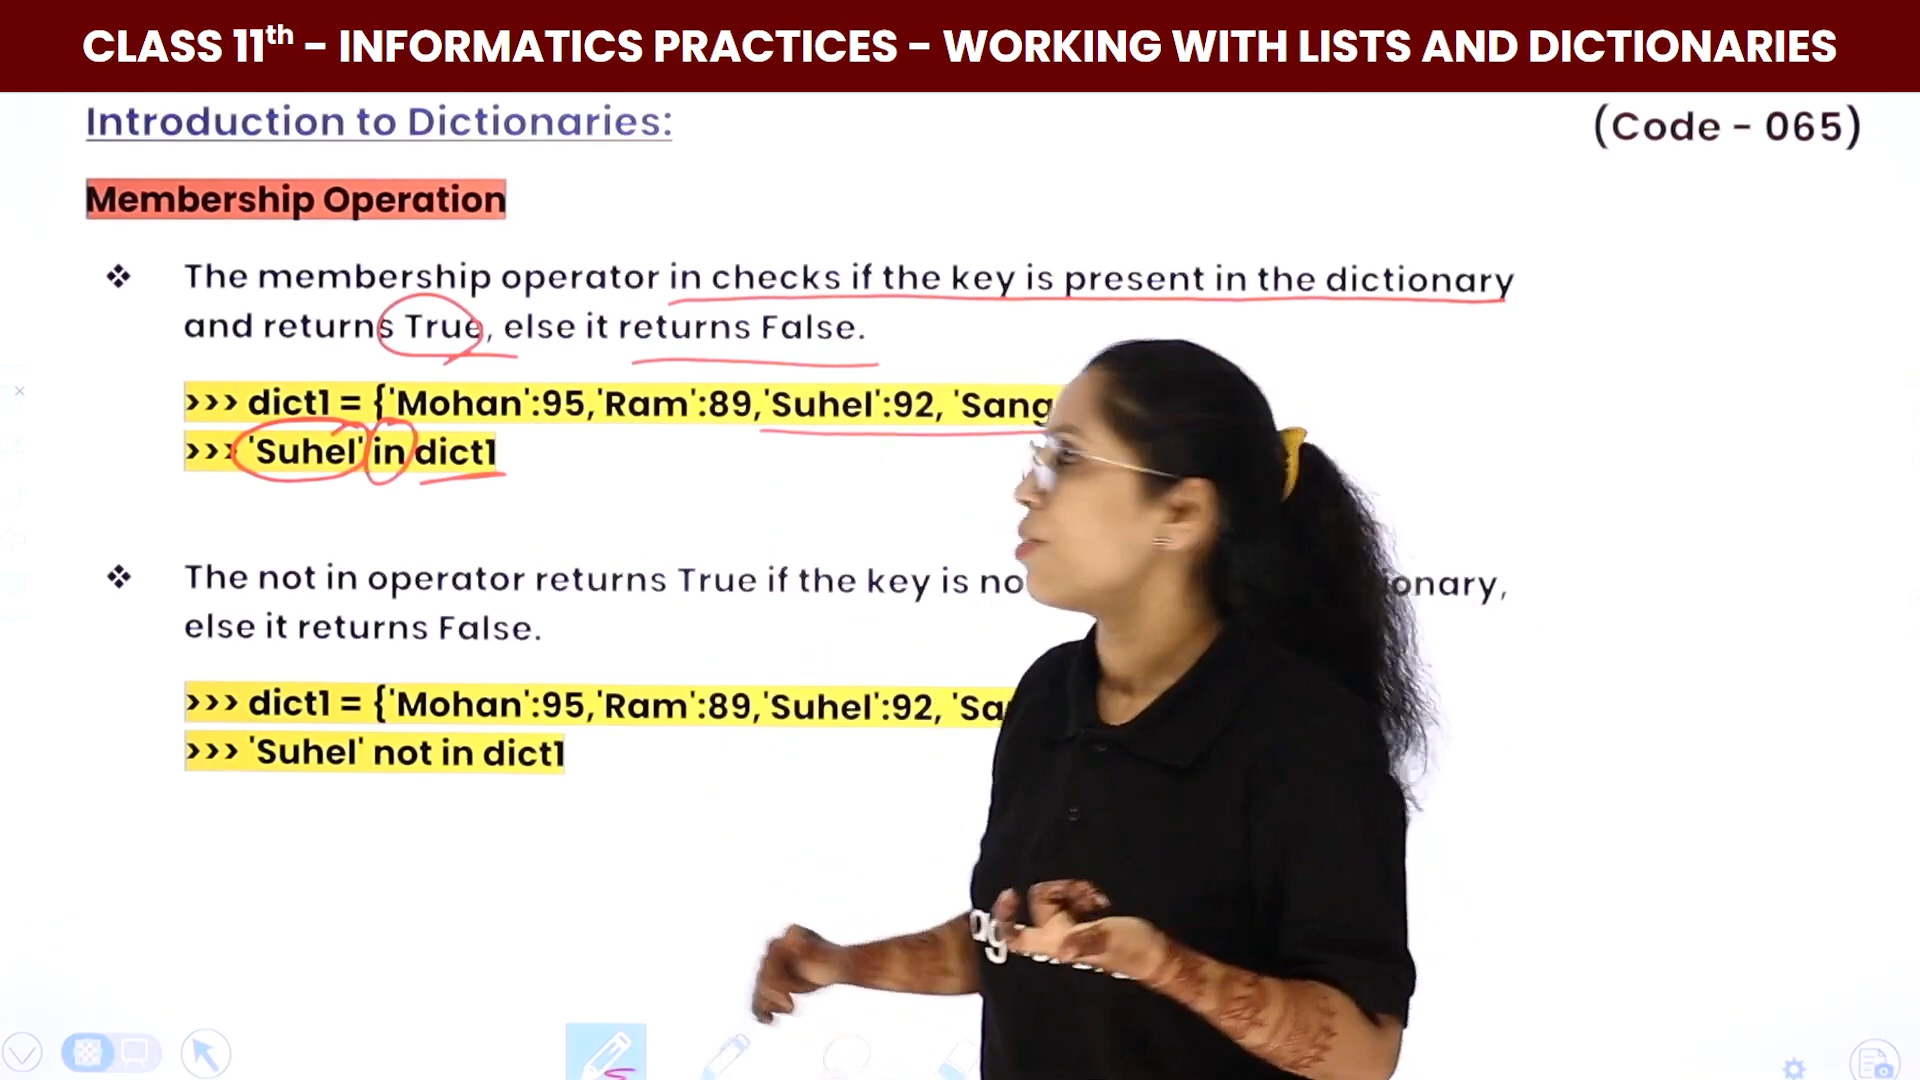 CLASS 11th – INFORMATICS PRACTICES – WORKING WITH LISTS AND DICTIONARIES
Introduction to Dictionaries:
(Code - 065)
Membership Operation
❖ The membership operator in checks if the key is present in the dictionary
and returns True, else it returns False.
>>> dict1 = {'Mohan':95,'Ram':89,'Suhel':92, 'Sang
>>> 'Suhel' in dict1
❖ The not in operator returns True if the key is no onary,
else it returns False.
>>> dict1 = {'Mohan':95,'Ram':89,'Suhel':92, 'Sa
>>> 'Suhel' not in dict1